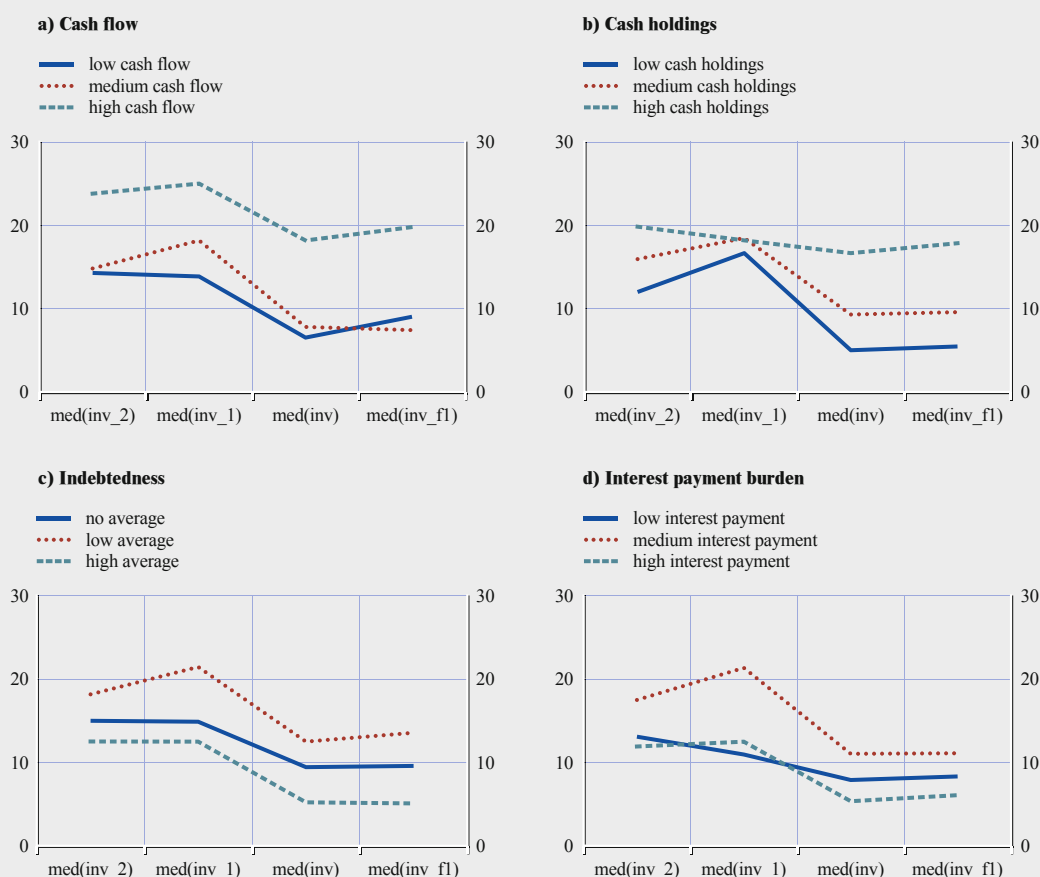 a) Cash flow
low cash flow
medium cash flow
high cash flow
30 30
20 20
10 10
0 0
med(inv_2) med(inv_1) med(inv) med(inv_f1)
b) Cash holdings
low cash holdings
medium cash holdings
high cash holdings
30 30
20 20
10 10
0 0
med(inv_2) med(inv_1) med(inv) med(inv_f1)
c) Indebtedness
no average
low average
high average
30 30
20 20
10 10
0 0
med(inv_2) med(inv_1) med(inv) med(inv_f1)
d) Interest payment burden
low interest payment
medium interest payment
high interest payment
30 30
20 20
10 10
0 0
med(inv_2) med(inv_1) med(inv) med(inv_f1)